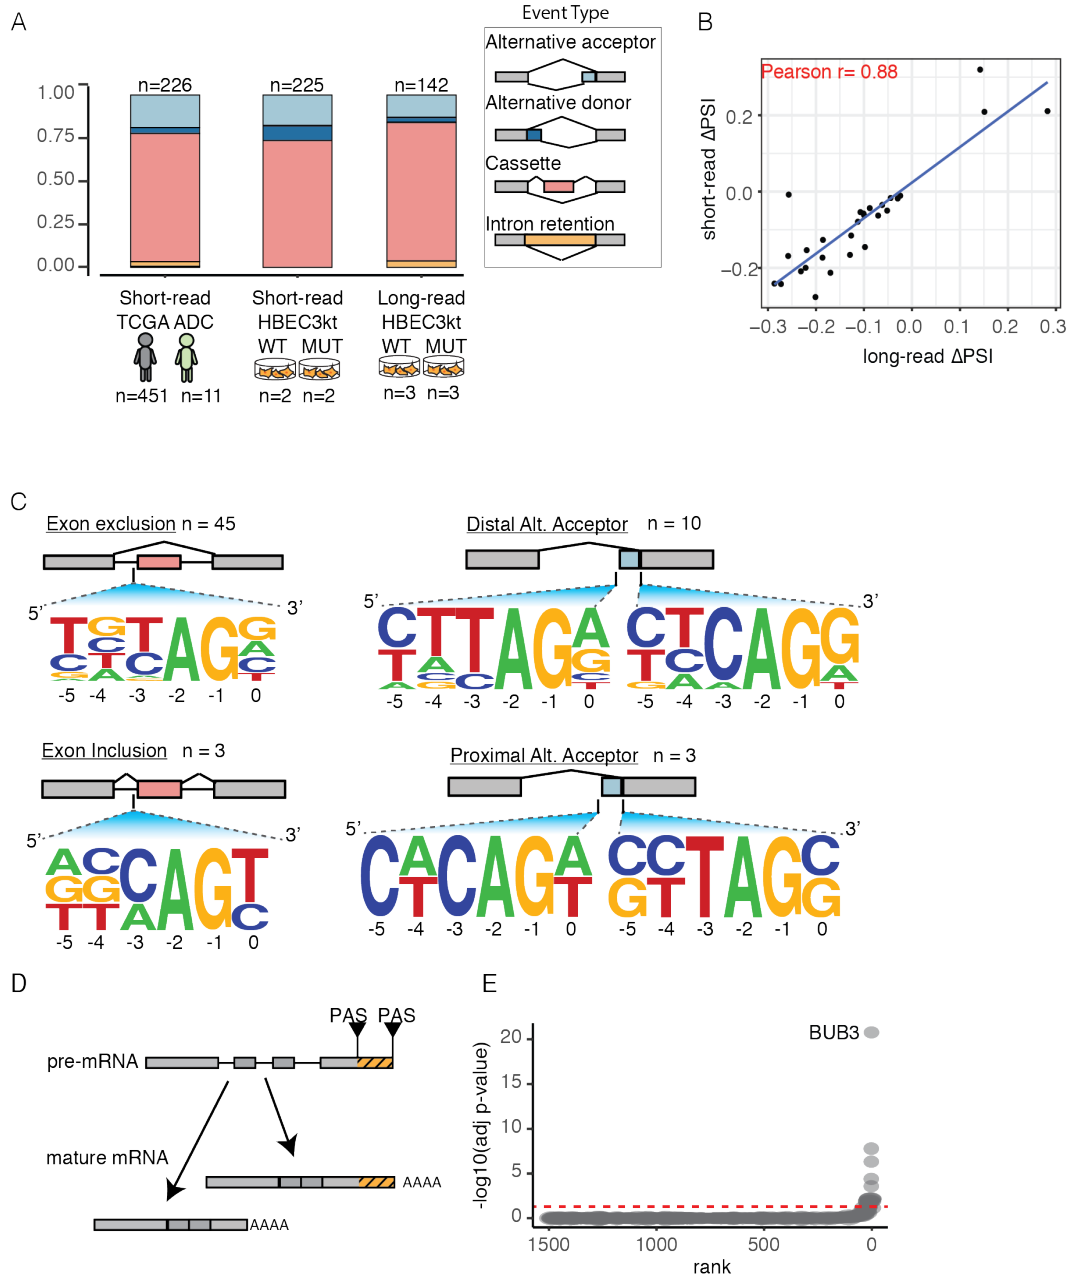 A
n=226
n=225
n=142
1.00
0.75
0.50
0.25
0.00
Short-read
TCGA ADC
n=451 n=11
Short-read
HBEC3kt
WT MUT
n=2 n=2
Long-read
HBEC3kt
WT MUT
n=3 n=3
Event Type
Alternative acceptor
Alternative donor
Cassette
Intron retention
B
Pearson r= 0.88
short-read ΔPSI
0.2
0.0
−0.2
−0.3 −0.2 −0.1 0.0 0.1 0.2 0.3
long-read ΔPSI
C
Exon exclusion n = 45
5' 3'
-5 -4 -3 -2 -1 0
Distal Alt. Acceptor n = 10
5' 3'
-5 -4 -3 -2 -1 0 -5 -4 -3 -2 -1 0
Exon Inclusion n = 3
5' 3'
-5 -4 -3 -2 -1 0
Proximal Alt. Acceptor n = 3
5' 3'
-5 -4 -3 -2 -1 0 -5 -4 -3 -2 -1 0
D
PAS PAS
pre-mRNA
mature mRNA
AAAA
AAAA
E
BUB3
-log10(adj p-value)
20
15
10
5
0
1500 1000 500 0
rank